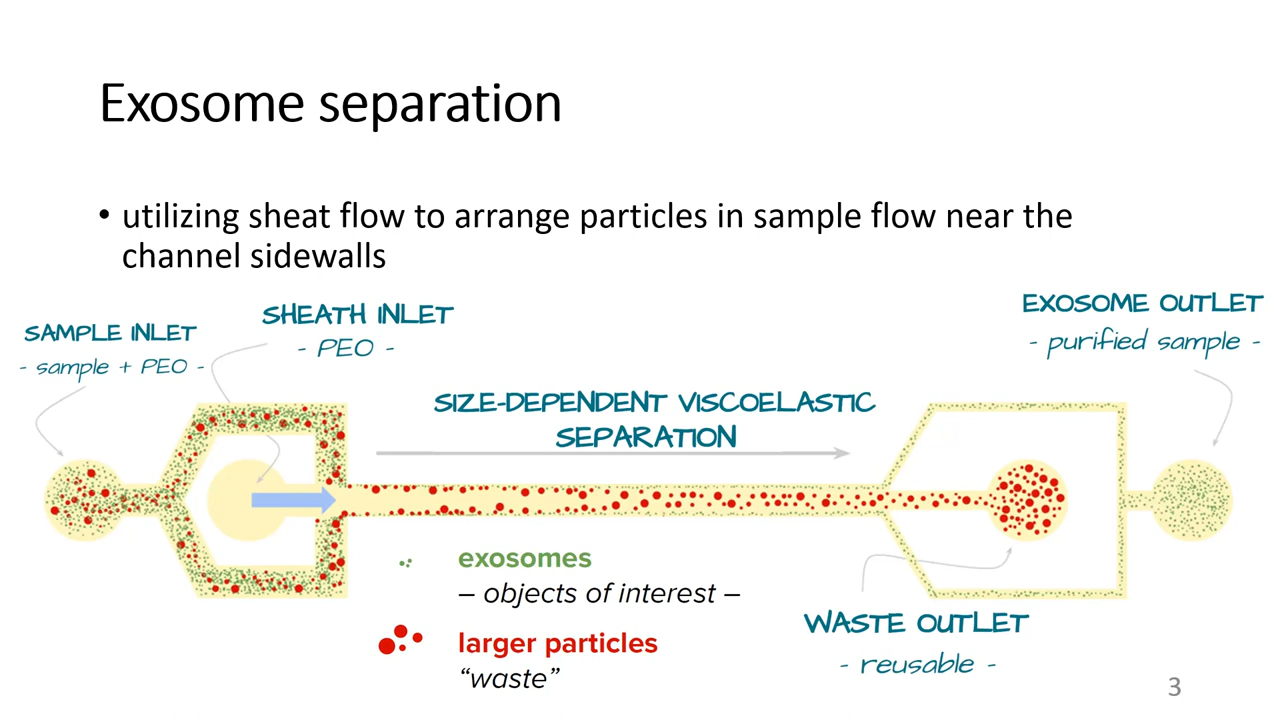 Exosome separation
• utilizing sheat flow to arrange particles in sample flow near the
channel sidewalls
SAMPLE INLET
- sample + PEO -
SHEATH INLET
- PEO -
SIZE-DEPENDENT VISCOELASTIC
SEPARATION
EXOSOME OUTLET
- purified sample -
exosomes
– objects of interest –
larger particles
“waste”
WASTE OUTLET
- reusable -
3